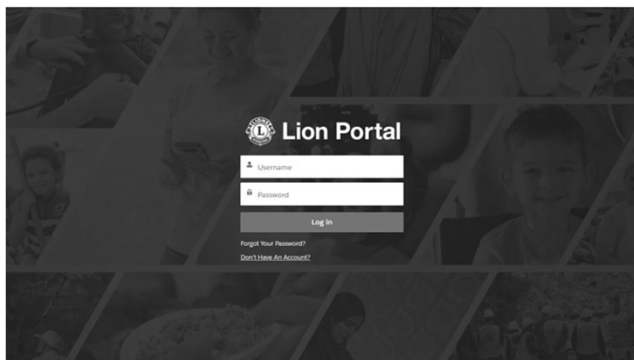 Lion Portal
Username
Password
Log In
Forgot Your Password?
Don't Have An Account?